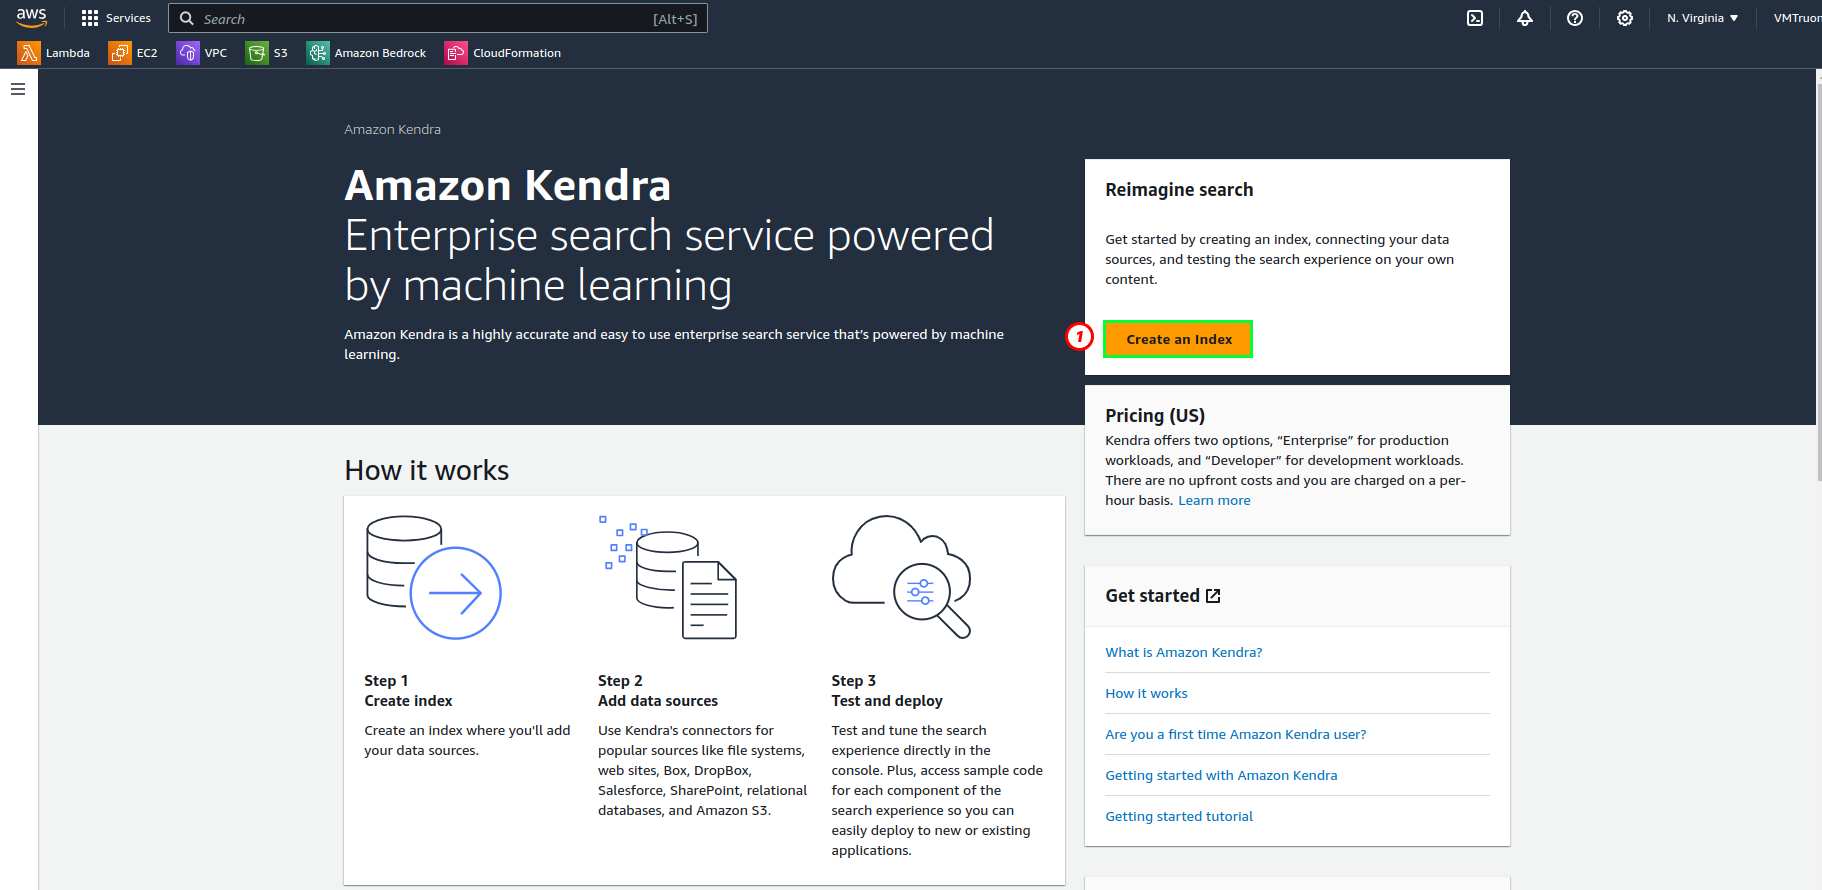 aws
Services
Search
[Alt+S]
N. Virginia
VMTruon
Lambda
EC2
VPC
S3
Amazon Bedrock
CloudFormation
Amazon Kendra
Amazon Kendra
Enterprise search service powered
by machine learning
Amazon Kendra is a highly accurate and easy to use enterprise search service that's powered by machine
learning.
Reimagine search
Get started by creating an index, connecting your data
sources, and testing the search experience on your own
content.
1
Create an Index
Pricing (US)
Kendra offers two options, “Enterprise” for production
workloads, and “Developer” for development workloads.
There are no upfront costs and you are charged on a per-
hour basis. Learn more
How it works
Step 1
Create index
Create an index where you'll add
your data sources.
Step 2
Add data sources
Use Kendra's connectors for
popular sources like file systems,
web sites, Box, DropBox,
Salesforce, SharePoint, relational
databases, and Amazon S3.
Step 3
Test and deploy
Test and tune the search
experience directly in the
console. Plus, access sample code
for each component of the
search experience so you can
easily deploy to new or existing
applications.
Get started
What is Amazon Kendra?
How it works
Are you a first time Amazon Kendra user?
Getting started with Amazon Kendra
Getting started tutorial